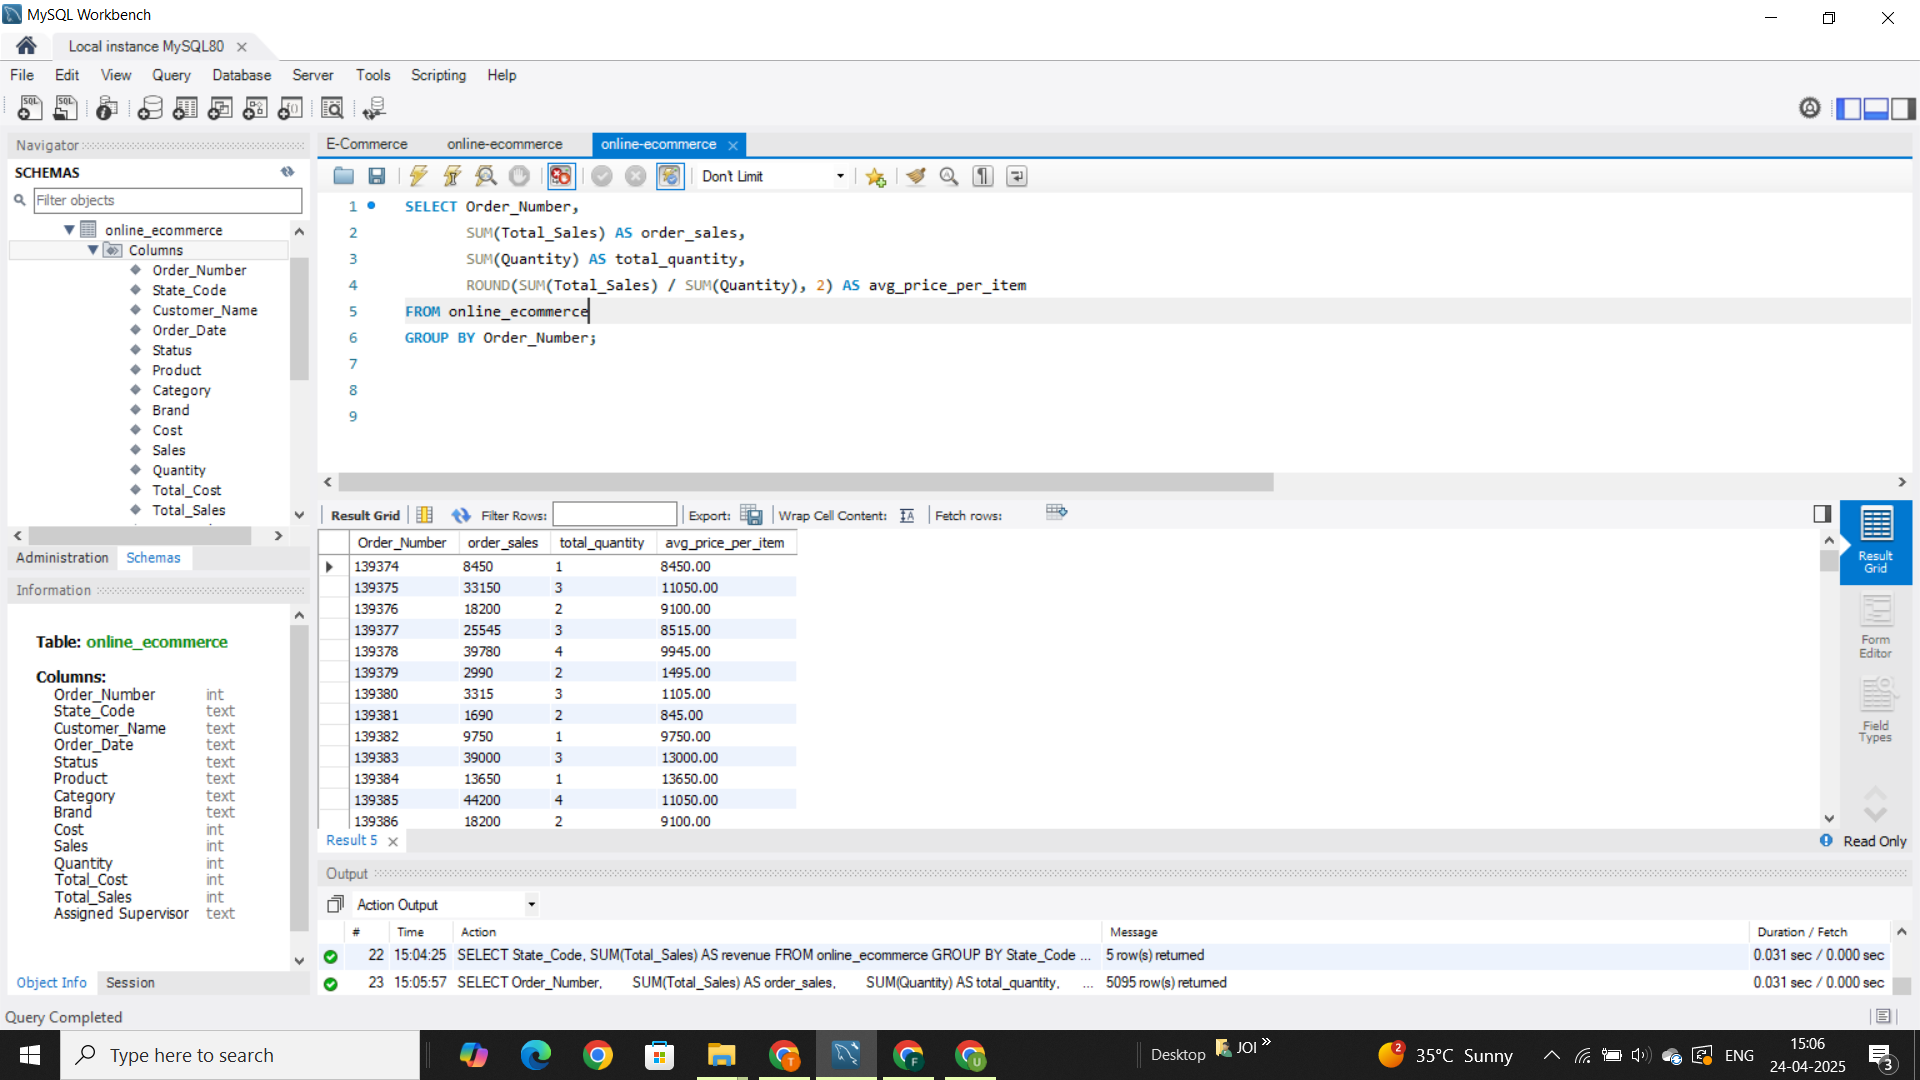 MySQL Workbench
Local instance MySQL80
File Edit View Query Database Server Tools Scripting Help
Navigator
SCHEMAS
Filter objects
online_ecommerce
Columns
Order_Number
State_Code
Customer_Name
Order_Date
Status
Product
Category
Brand
Cost
Sales
Quantity
Total_Cost
Total_Sales
Administration Schemas
Information
Table: online_ecommerce
Columns:
Order_Number int
State_Code text
Customer_Name text
Order_Date text
Status text
Product text
Category text
Brand text
Cost int
Sales int
Quantity int
Total_Cost int
Total_Sales int
Assigned Supervisor text
Object Info Session
E-Commerce online-ecommerce online-ecommerce
Don't Limit
1 SELECT Order_Number,
2 SUM(Total_Sales) AS order_sales,
3 SUM(Quantity) AS total_quantity,
4 ROUND(SUM(Total_Sales) / SUM(Quantity), 2) AS avg_price_per_item
5 FROM online_ecommerce
6 GROUP BY Order_Number;
7
8
9
Result Grid Filter Rows: Export: Wrap Cell Content: Fetch rows:
Order_Number order_sales total_quantity avg_price_per_item
139374 8450 1 8450.00
139375 33150 3 11050.00
139376 18200 2 9100.00
139377 25545 3 8515.00
139378 39780 4 9945.00
139379 2990 2 1495.00
139380 3315 3 1105.00
139381 1690 2 845.00
139382 9750 1 9750.00
139383 39000 3 13000.00
139384 13650 1 13650.00
139385 44200 4 11050.00
139386 18200 2 9100.00
Result Grid
Form Editor
Field Types
Result 5
Read Only
Output
Action Output
# Time Action Message Duration / Fetch
22 15:04:25 SELECT State_Code, SUM(Total_Sales) AS revenue FROM online_ecommerce GROUP BY State_Code ... 5 row(s) returned 0.031 sec / 0.000 sec
23 15:05:57 SELECT Order_Number, SUM(Total_Sales) AS order_sales, SUM(Quantity) AS total_quantity, ... 5095 row(s) returned 0.031 sec / 0.000 sec
Query Completed
Type here to search
Desktop JOI »
2 35°C Sunny
ENG
15:06
24-04-2025
3